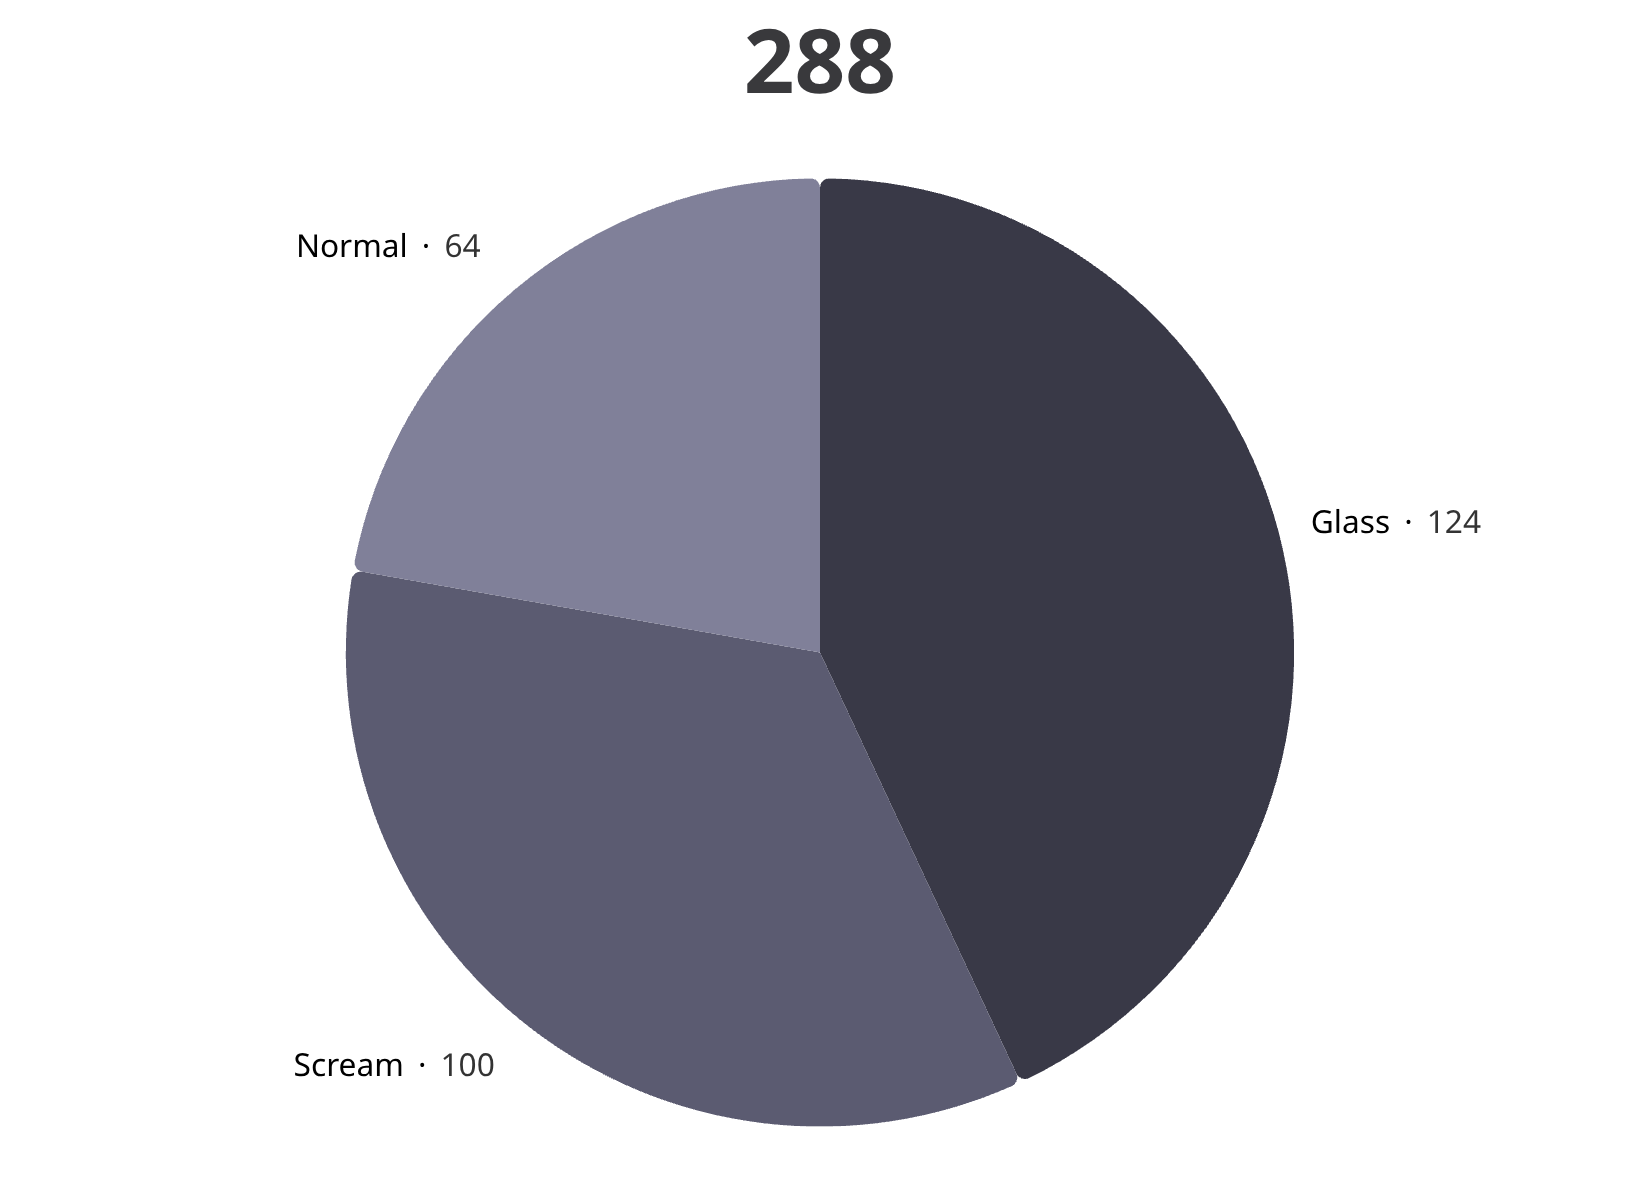 288
Normal · 64
Glass · 124
Scream · 100